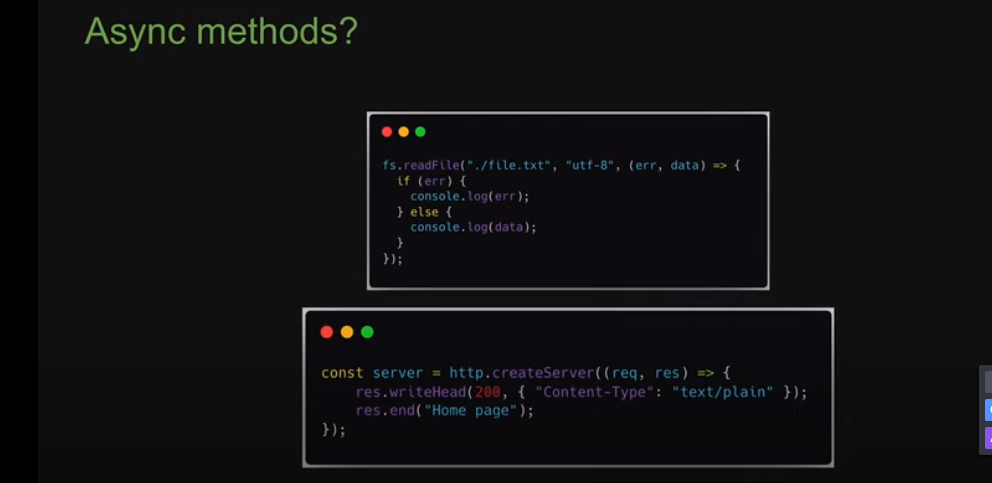 Async methods?
fs.readFile("./file.txt", "utf-8", (err, data) => {
  if (err) {
    console.log(err);
  } else {
    console.log(data);
  }
});
const server = http.createServer((req, res) => {
    res.writeHead(200, { "Content-Type": "text/plain" });
    res.end("Home page");
});